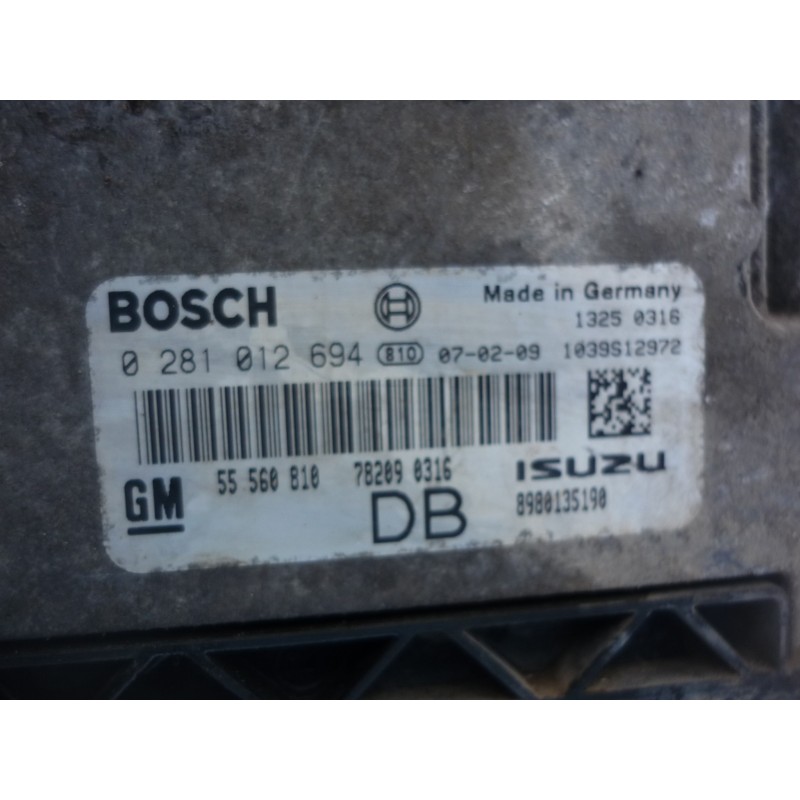 BOSCH Made in Germany
1325 0316
0 281 012 694 810 07-02-09 1039S12972
GM 55 560 810 78209 0316 ISUZU
DB 8980135190